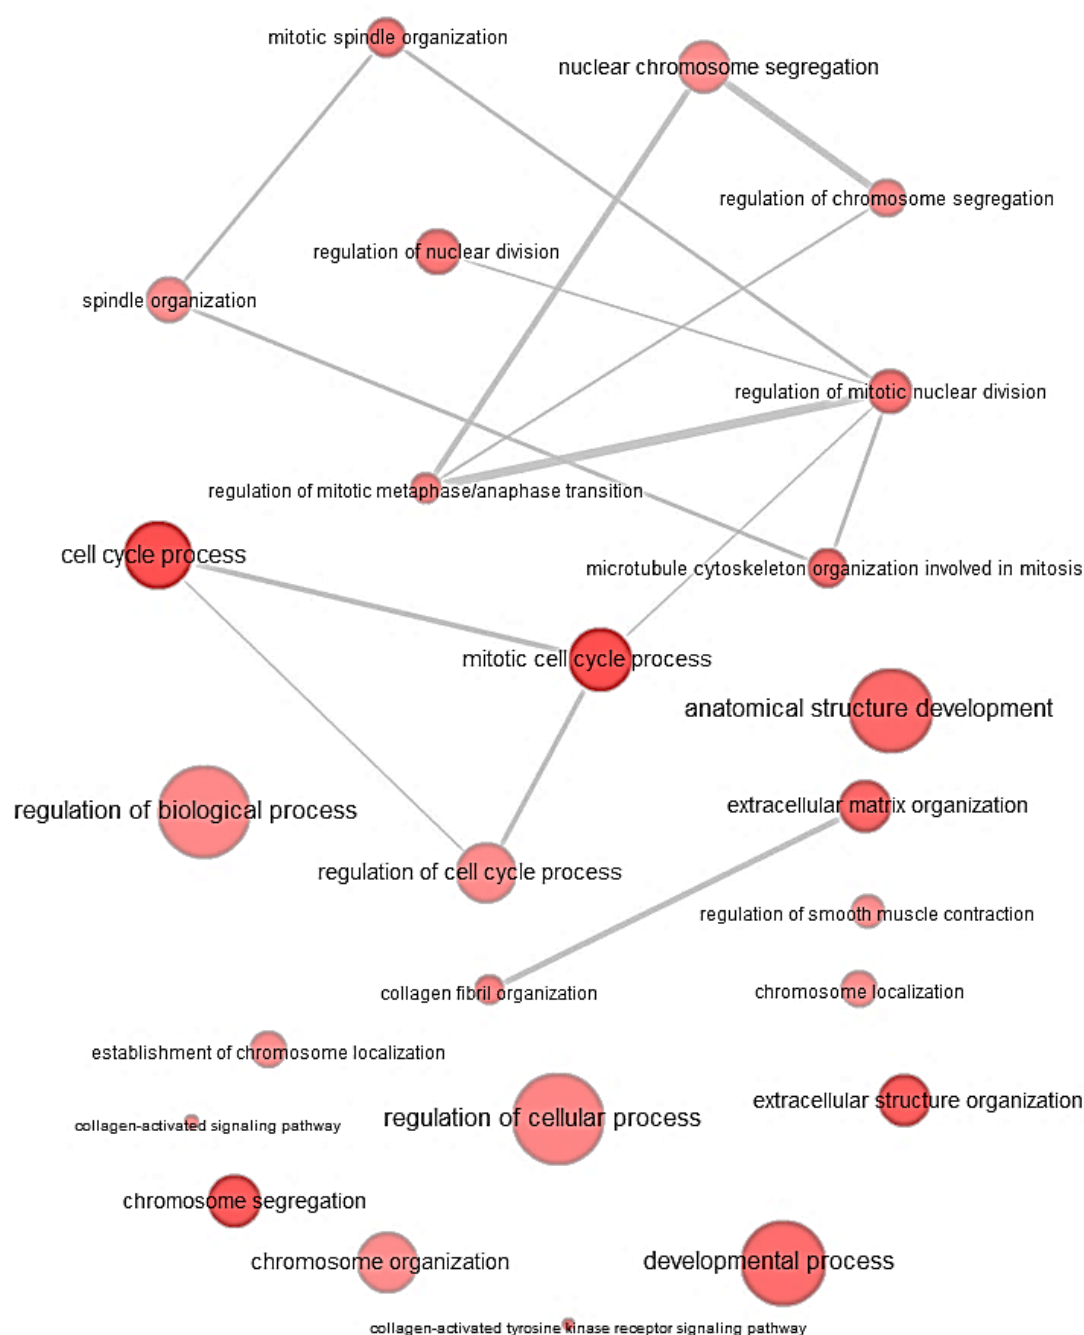 mitotic spindle organization
nuclear chromosome segregation
regulation of chromosome segregation
regulation of nuclear division
spindle organization
regulation of mitotic nuclear division
regulation of mitotic metaphase/anaphase transition
cell cycle process
microtubule cytoskeleton organization involved in mitosis
mitotic cell cycle process
anatomical structure development
extracellular matrix organization
regulation of biological process
regulation of cell cycle process
regulation of smooth muscle contraction
collagen fibril organization
chromosome localization
establishment of chromosome localization
extracellular structure organization
regulation of cellular process
collagen-activated signaling pathway
chromosome segregation
chromosome organization
developmental process
collagen-activated tyrosine kinase receptor signaling pathway